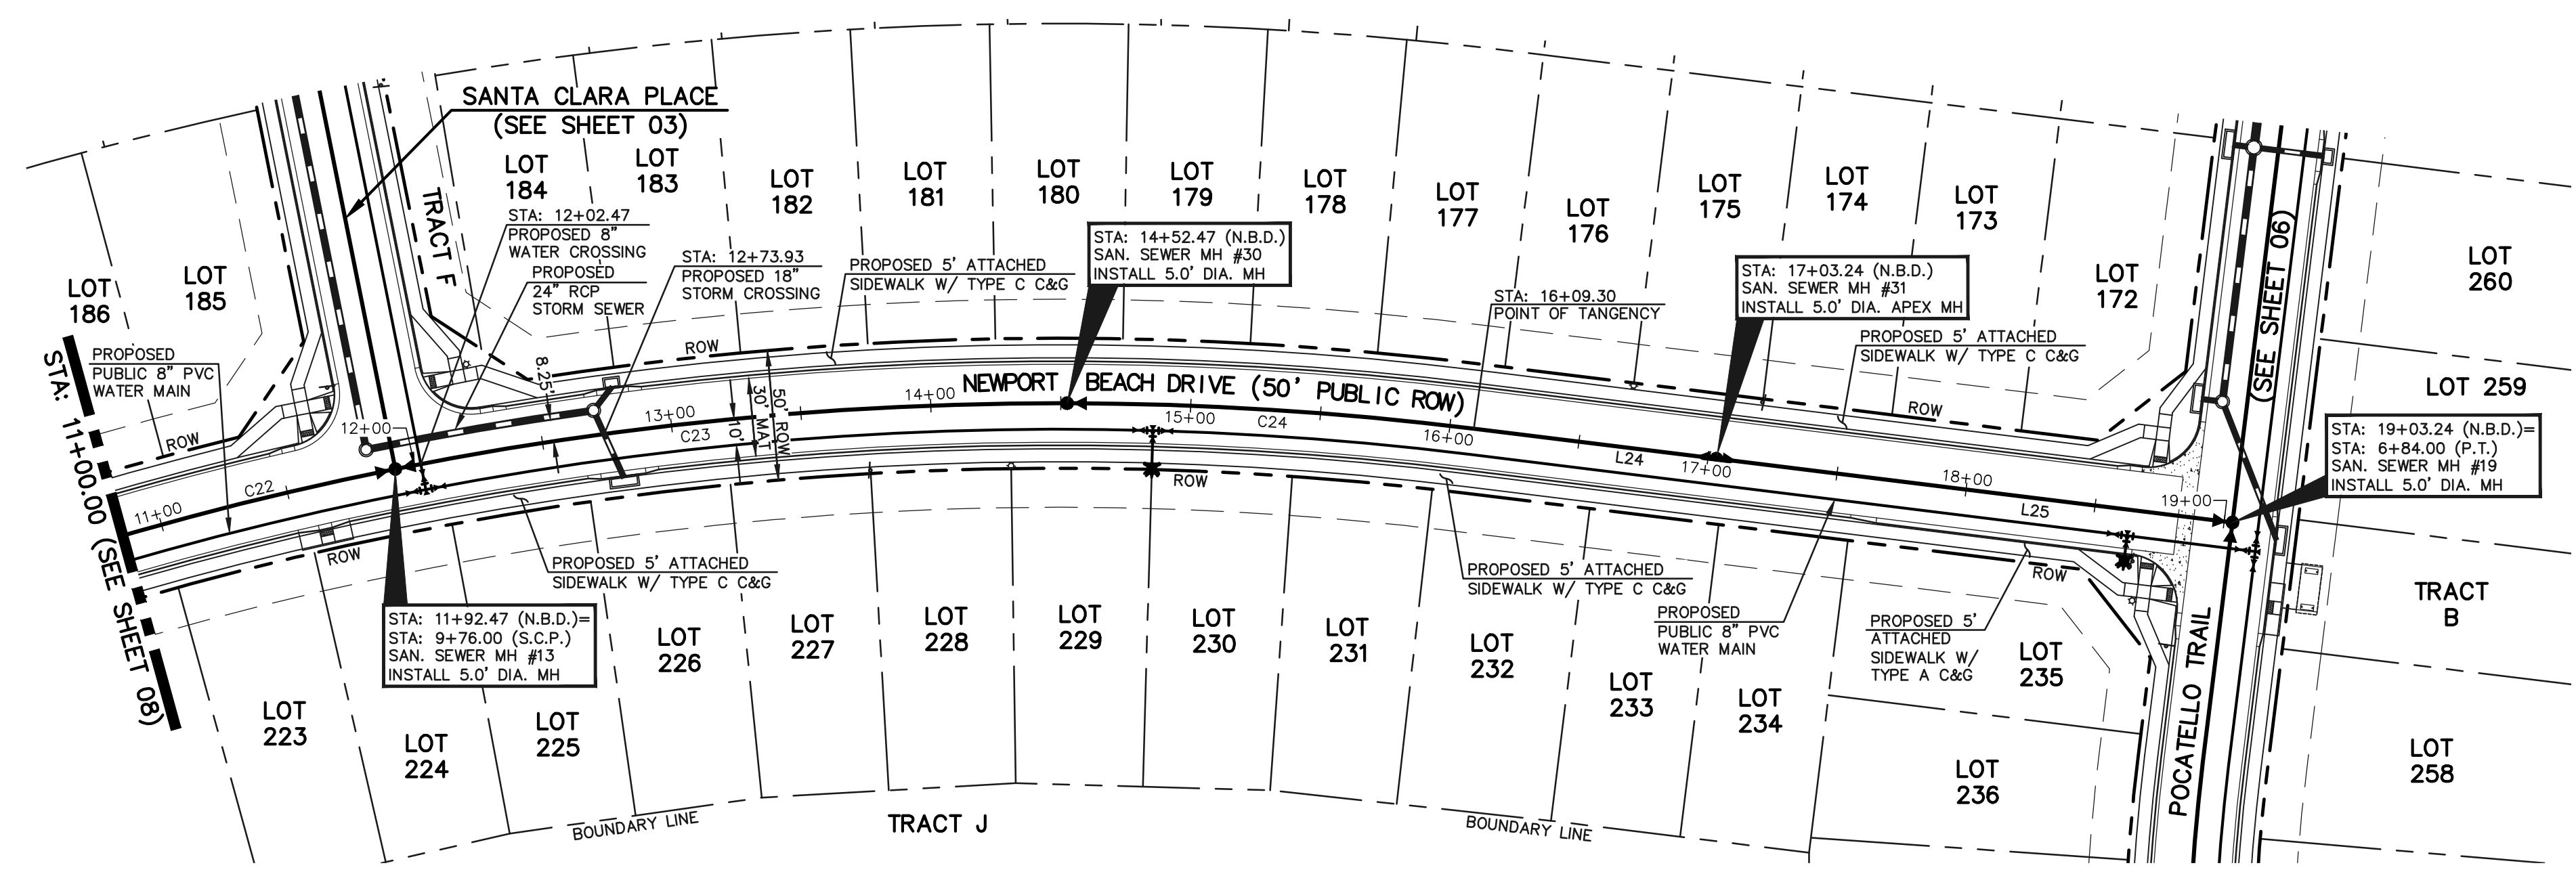 SANTA CLARA PLACE
(SEE SHEET 03)
TRACT F
LOT
186
LOT
185
LOT
184
LOT
183
LOT
182
LOT
181
LOT
180
LOT
179
LOT
178
LOT
177
LOT
176
LOT
175
LOT
174
LOT
173
LOT
172
LOT
260
LOT 259
STA: 12+02.47
PROPOSED 8"
WATER CROSSING
PROPOSED
24" RCP
STORM SEWER
STA: 12+73.93
PROPOSED 18"
STORM CROSSING
PROPOSED 5' ATTACHED
SIDEWALK W/ TYPE C C&G
STA: 14+52.47 (N.B.D.)
SAN. SEWER MH #30
INSTALL 5.0' DIA. MH
STA: 16+09.30
POINT OF TANGENCY
STA: 17+03.24 (N.B.D.)
SAN. SEWER MH #31
INSTALL 5.0' DIA. APEX MH
PROPOSED 5' ATTACHED
SIDEWALK W/ TYPE C C&G
(SEE SHEET 06)
STA: 19+03.24 (N.B.D.)=
STA: 6+84.00 (P.T.)
SAN. SEWER MH #19
INSTALL 5.0' DIA. MH
STA: 11+00.00 (SEE SHEET 08)
PROPOSED
PUBLIC 8" PVC
WATER MAIN
ROW
ROW
ROW
8.25'
30' MAT
50' ROW
10'
NEWPORT BEACH DRIVE (50' PUBLIC ROW)
11+00
C22
12+00
13+00
C23
14+00
15+00
C24
16+00
L24
17+00
18+00
L25
19+00
ROW
ROW
ROW
PROPOSED 5' ATTACHED
SIDEWALK W/ TYPE C C&G
PROPOSED 5' ATTACHED
SIDEWALK W/ TYPE C C&G
PROPOSED
PUBLIC 8" PVC
WATER MAIN
PROPOSED 5'
ATTACHED
SIDEWALK W/
TYPE A C&G
STA: 11+92.47 (N.B.D.)=
STA: 9+76.00 (S.C.P.)
SAN. SEWER MH #13
INSTALL 5.0' DIA. MH
LOT
223
LOT
224
LOT
225
LOT
226
LOT
227
LOT
228
LOT
229
LOT
230
LOT
231
LOT
232
LOT
233
LOT
234
LOT
235
LOT
236
POCATELLO TRAIL
TRACT
B
LOT
258
BOUNDARY LINE
TRACT J
BOUNDARY LINE